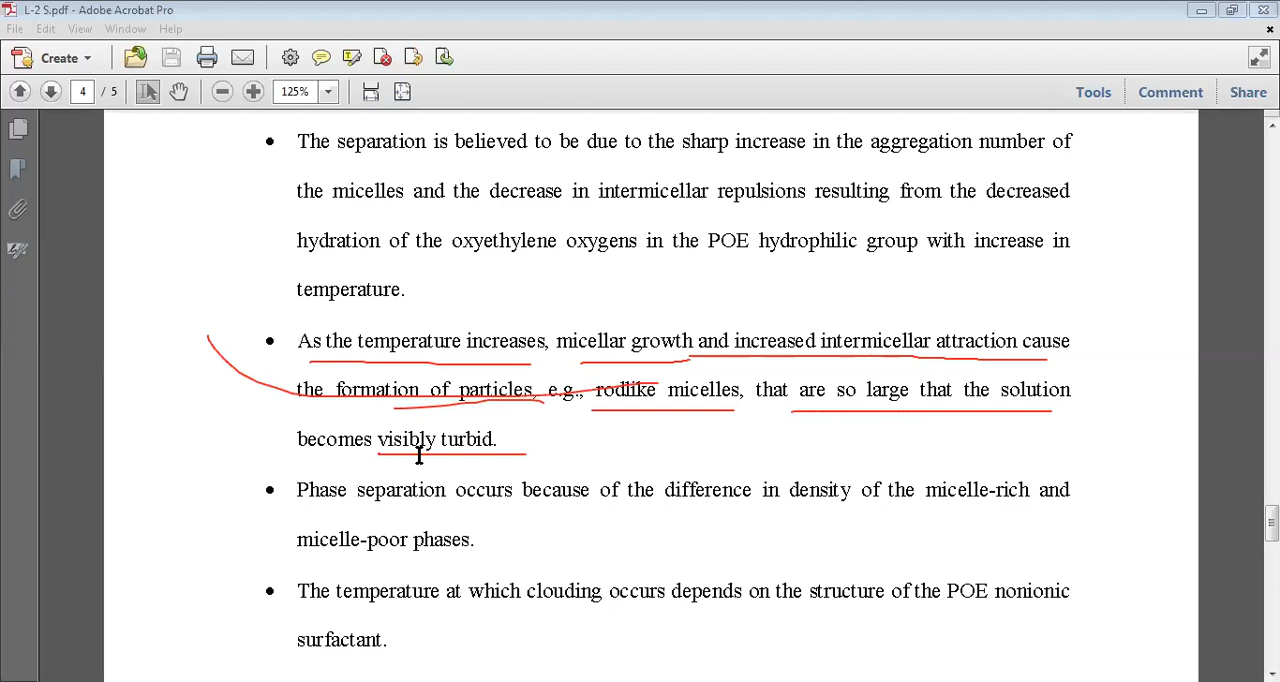 L-2 S.pdf - Adobe Acrobat Pro
File Edit View Window Help
Create
4 / 5 125% Tools Comment Share
• The separation is believed to be due to the sharp increase in the aggregation number of
the micelles and the decrease in intermicellar repulsions resulting from the decreased
hydration of the oxyethylene oxygens in the POE hydrophilic group with increase in
temperature.
• As the temperature increases, micellar growth and increased intermicellar attraction cause
the formation of particles, e.g., rodlike micelles, that are so large that the solution
becomes visibly turbid.
• Phase separation occurs because of the difference in density of the micelle-rich and
micelle-poor phases.
• The temperature at which clouding occurs depends on the structure of the POE nonionic
surfactant.